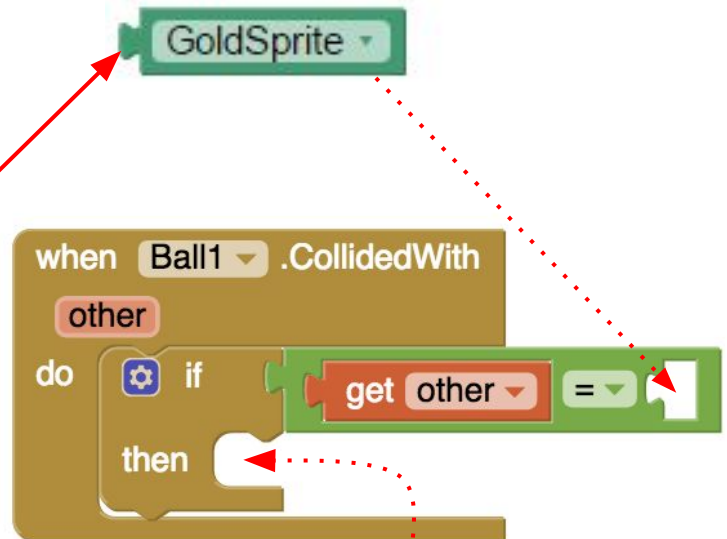 GoldSprite
when Ball1 .CollidedWith
other
do if get other =
then